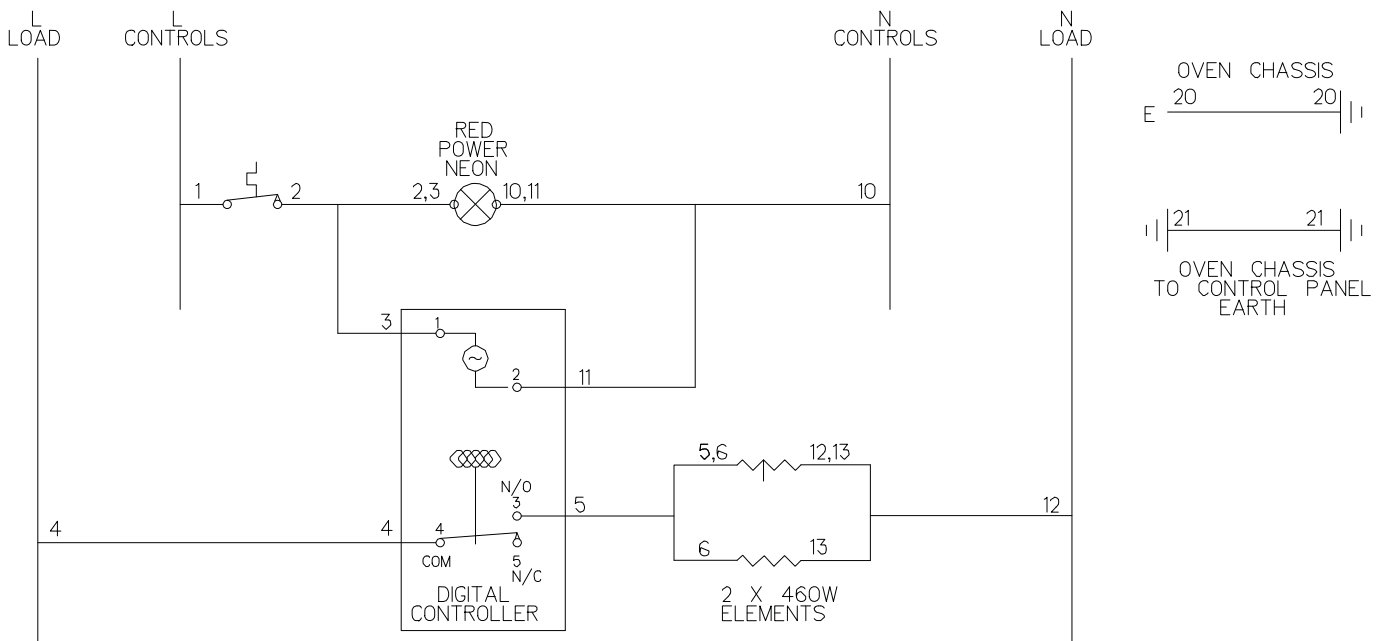 L
LOAD
L
CONTROLS
N
CONTROLS
N
LOAD
OVEN CHASSIS
E
20
20
RED
POWER
NEON
1
2
2,3
10,11
10
21
21
OVEN CHASSIS
TO CONTROL PANEL
EARTH
3
1
~
2
11
N/O
3
5
5,6
12,13
4
4
4
COM
5
N/C
6
13
12
DIGITAL
CONTROLLER
2 X 460W
ELEMENTS